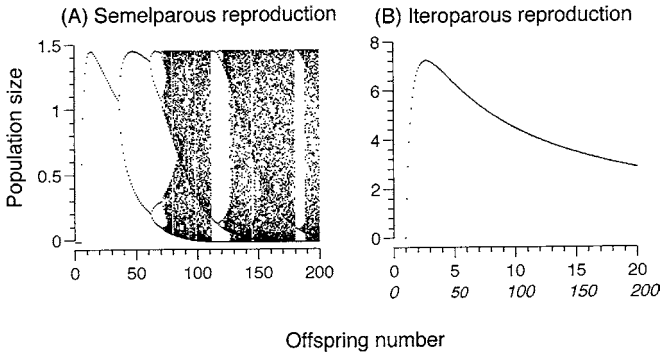 (A) Semelparous reproduction
(B) Iteroparous reproduction
Population size
1.5
1
0.5
0
0 50 100 150 200
8
6
4
2
0
0 5 10 15 20
0 50 100 150 200
Offspring number